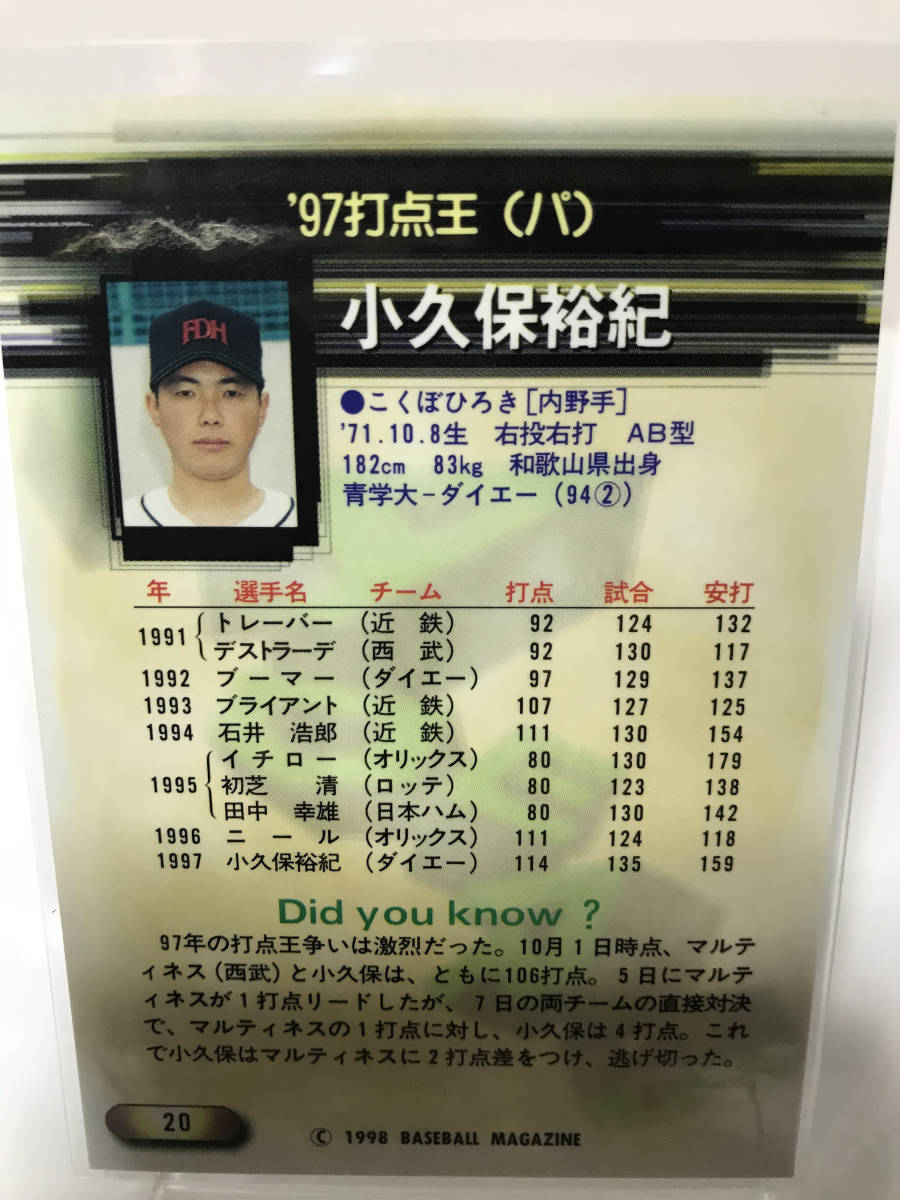 '97打点王（パ）
FDH
小久保裕紀
●こくぼひろき［内野手］
'71.10.8生 右投右打 AB型
182cm 83kg 和歌山県出身
青学大−ダイエー（94②）
年 選手名 チーム 打点 試合 安打
1991 トレーバー （近 鉄） 92 124 132
デストラーデ （西 武） 92 130 117
1992 ブーマー （ダイエー） 97 129 137
1993 ブライアント （近 鉄） 107 127 125
1994 石井 浩郎 （近 鉄） 111 130 154
1995 イチロー （オリックス） 80 130 179
初芝 清 （ロッテ） 80 123 138
田中 幸雄 （日本ハム） 80 130 142
1996 ニール （オリックス） 111 124 118
1997 小久保裕紀 （ダイエー） 114 135 159
Did you know ?
97年の打点王争いは激烈だった。10月1日時点、マルテ
ィネス（西武）と小久保は、ともに106打点。5日にマルテ
ィネスが1打点リードしたが、7日の両チームの直接対決
で、マルティネスの1打点に対し、小久保は4打点。これ
で小久保はマルティネスに2打点差をつけ、逃げ切った。
20
© 1998 BASEBALL MAGAZINE